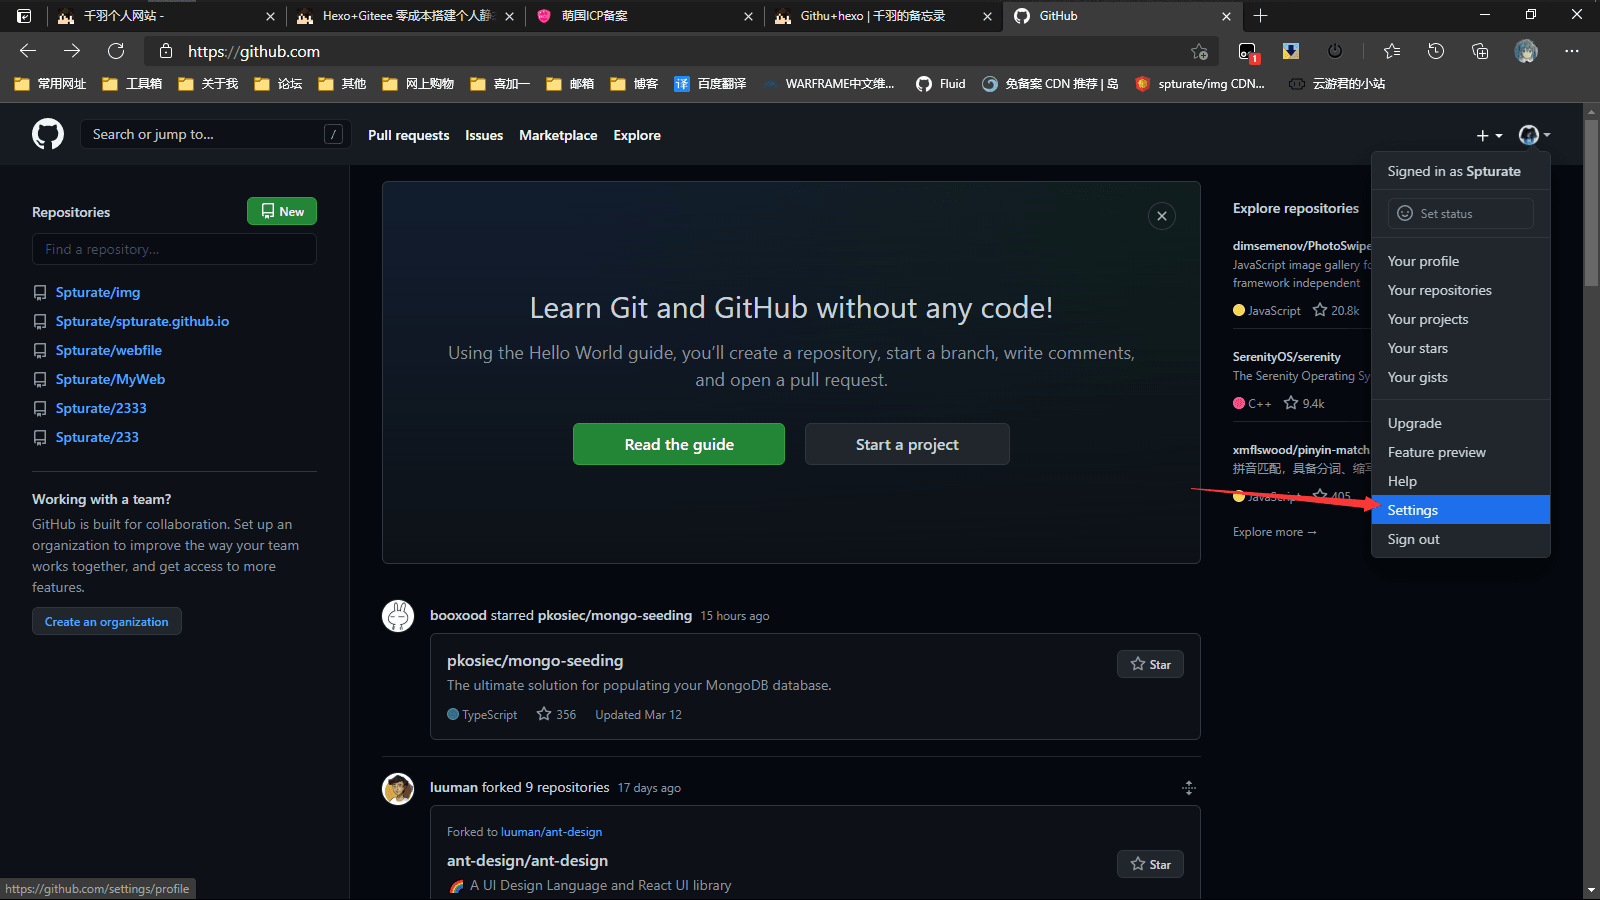 千羽个人网站 -
Hexo+Giteee 零成本搭建个人静
萌国ICP备案
Githu+hexo | 千羽的备忘录
GitHub
https://github.com
1
常用网址
工具箱
关于我
论坛
其他
网上购物
喜加一
邮箱
博客
译
百度翻译
WARFRAME中文维...
Fluid
免备案 CDN 推荐 | 岛
spturate/img CDN...
云游君的小站
Search or jump to...
/
Pull requests
Issues
Marketplace
Explore
Signed in as Spturate
Set status
Your profile
Your repositories
Your projects
Your stars
Your gists
Upgrade
Feature preview
Help
Settings
Sign out
Repositories
New
Find a repository...
Spturate/img
Spturate/spturate.github.io
Spturate/webfile
Spturate/MyWeb
Spturate/2333
Spturate/233
Working with a team?
GitHub is built for collaboration. Set up an
organization to improve the way your team
works together, and get access to more
features.
Create an organization
Learn Git and GitHub without any code!
Using the Hello World guide, you’ll create a repository, start a branch, write comments,
and open a pull request.
Read the guide
Start a project
booxood starred pkosiec/mongo-seeding 15 hours ago
pkosiec/mongo-seeding
Star
The ultimate solution for populating your MongoDB database.
TypeScript
356
Updated Mar 12
luuman forked 9 repositories 17 days ago
Forked to luuman/ant-design
ant-design/ant-design
Star
🌈 A UI Design Language and React UI library
Explore repositories
dimsemenov/PhotoSwipe
JavaScript image gallery fo
framework independent
JavaScript
20.8k
SerenityOS/serenity
The Serenity Operating Sy
C++
9.4k
xmflswood/pinyin-match
拼音匹配，具备分词、缩写
JavaScript
405
Explore more →
https://github.com/settings/profile